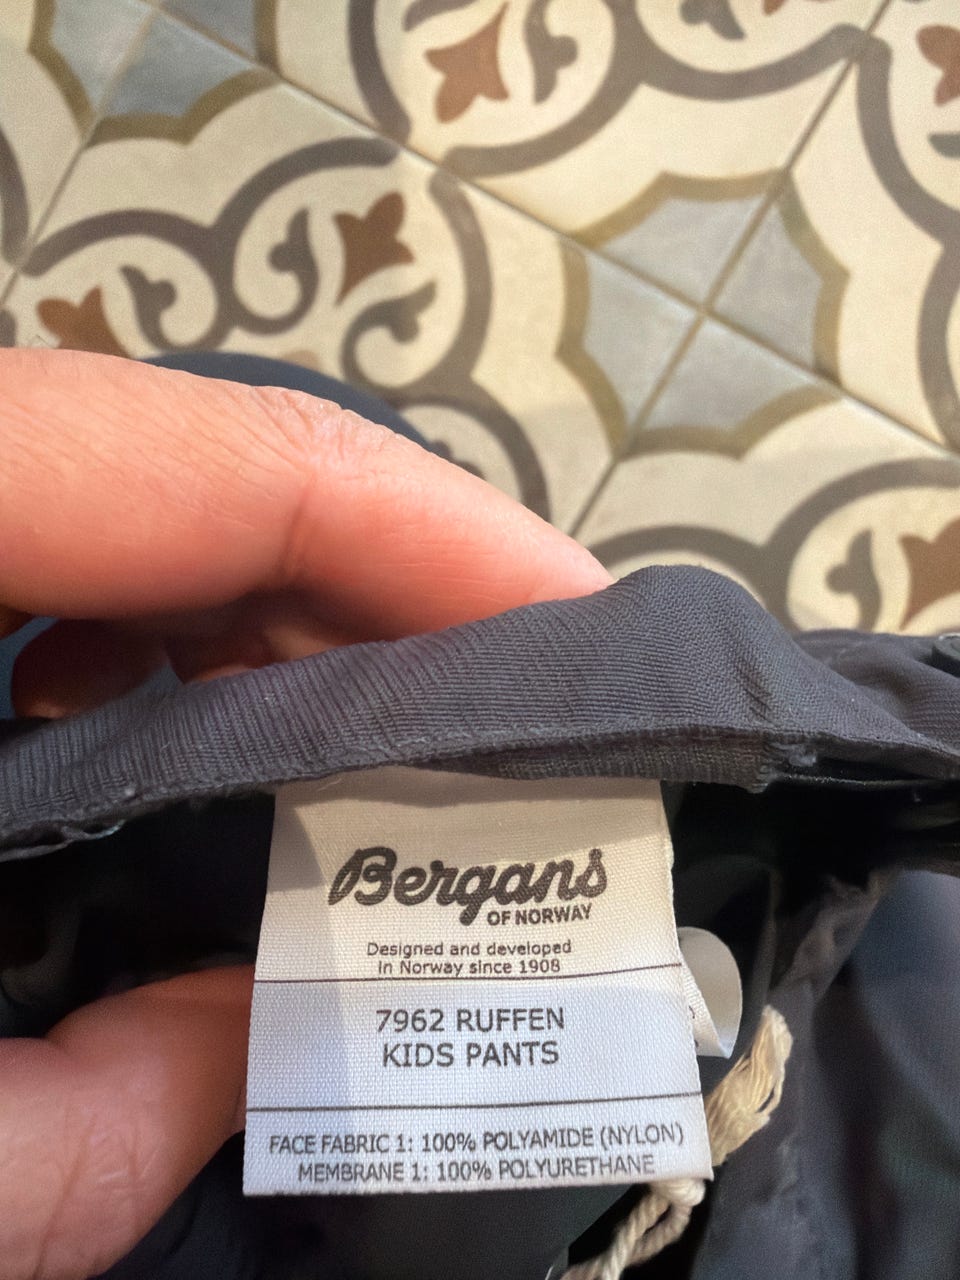 Bergans
OF NORWAY
Designed and developed
in Norway since 1908
7962 RUFFEN
KIDS PANTS
FACE FABRIC 1: 100% POLYAMIDE (NYLON)
MEMBRANE 1: 100% POLYURETHANE